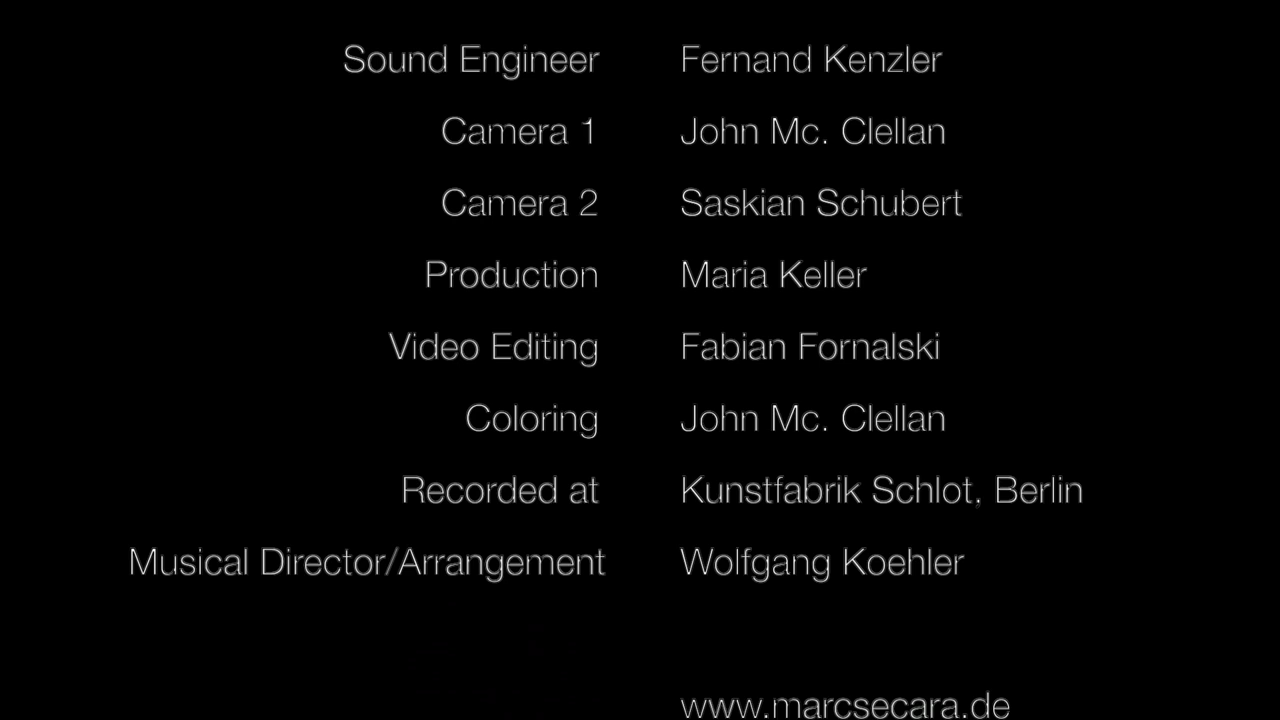 Sound Engineer Fernand Kenzler
Camera 1 John Mc. Clellan
Camera 2 Saskian Schubert
Production Maria Keller
Video Editing Fabian Fornalski
Coloring John Mc. Clellan
Recorded at Kunstfabrik Schlot, Berlin
Musical Director/Arrangement Wolfgang Koehler
www.marcsecara.de